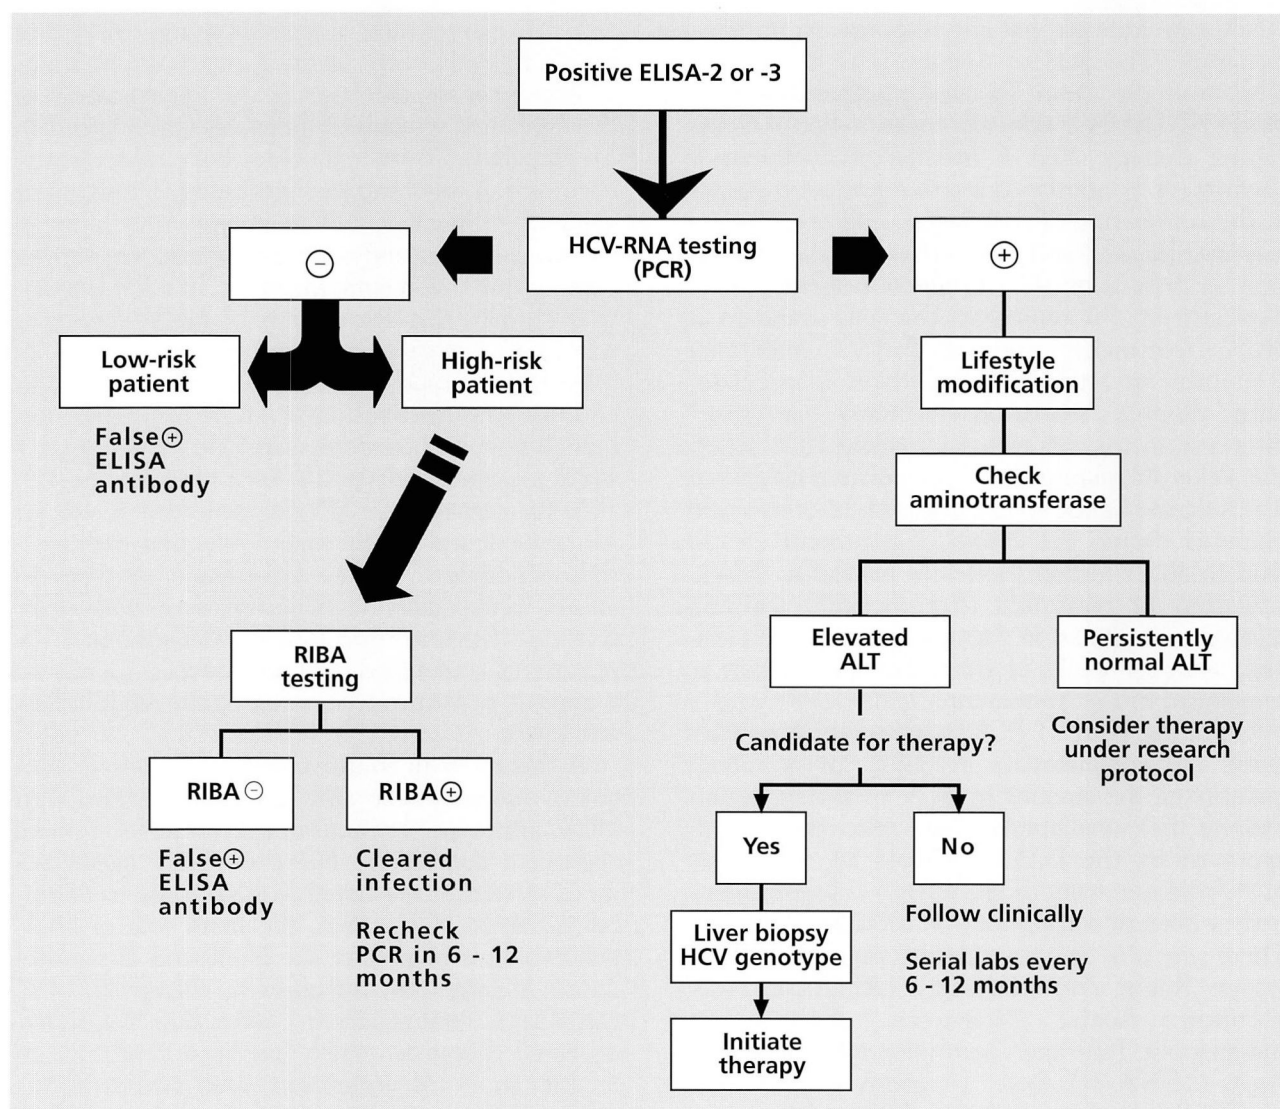 Positive ELISA-2 or -3
HCV-RNA testing
(PCR)
⊖
⊕
Low-risk
patient
High-risk
patient
Lifestyle
modification
False⊕
ELISA
antibody
Check
aminotransferase
RIBA
testing
Elevated
ALT
Persistently
normal ALT
Candidate for therapy?
Consider therapy
under research
protocol
RIBA⊖
RIBA⊕
Yes
No
False⊕
ELISA
antibody
Cleared
infection
Recheck
PCR in 6 - 12
months
Liver biopsy
HCV genotype
Follow clinically
Serial labs every
6 - 12 months
Initiate
therapy